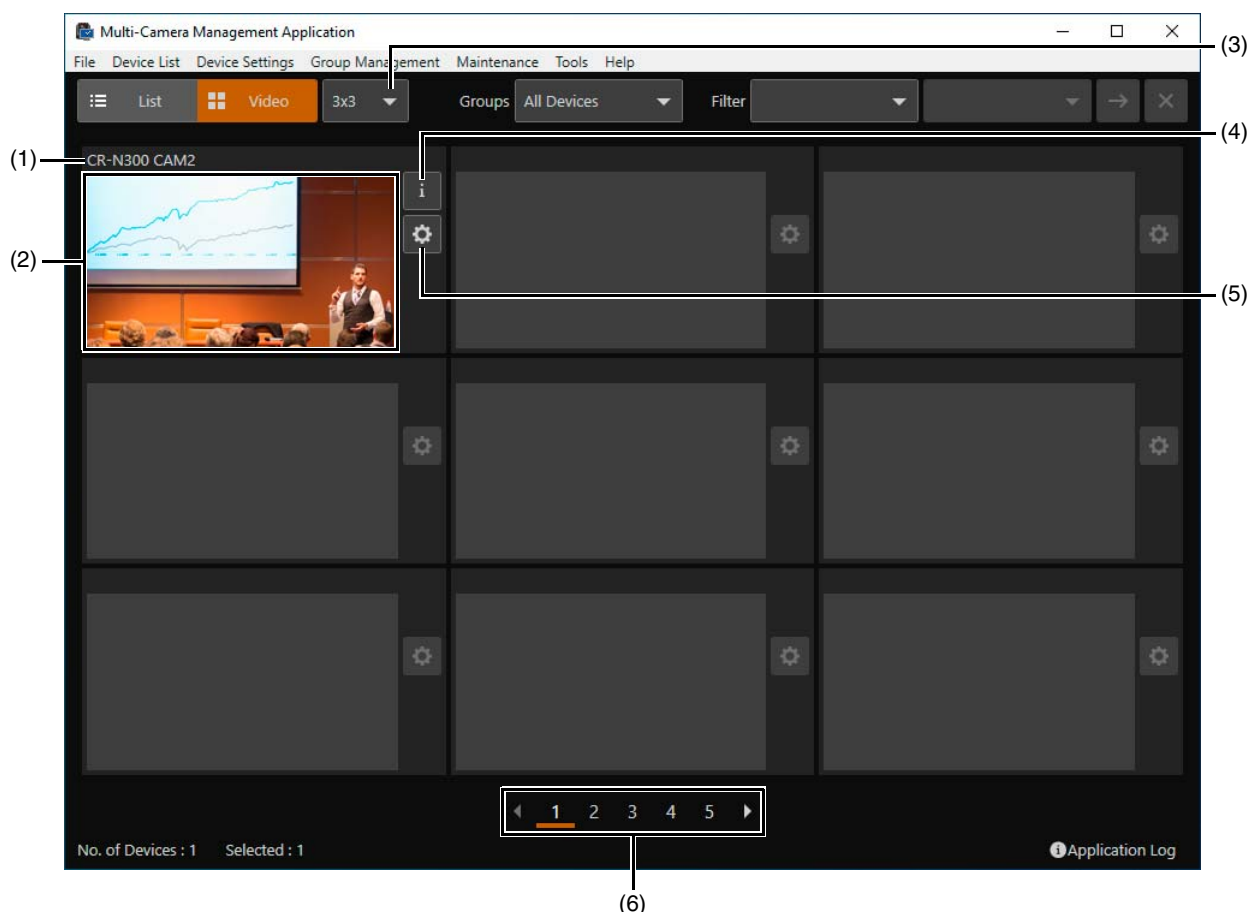 Multi-Camera Management Application
File Device List Device Settings Group Management Maintenance Tools Help
(3)
List Video 3x3 Groups All Devices Filter
(4)
(1)
CR-N300 CAM2
i
(2)
(5)
1 2 3 4 5
No. of Devices : 1 Selected : 1 Application Log
(6)